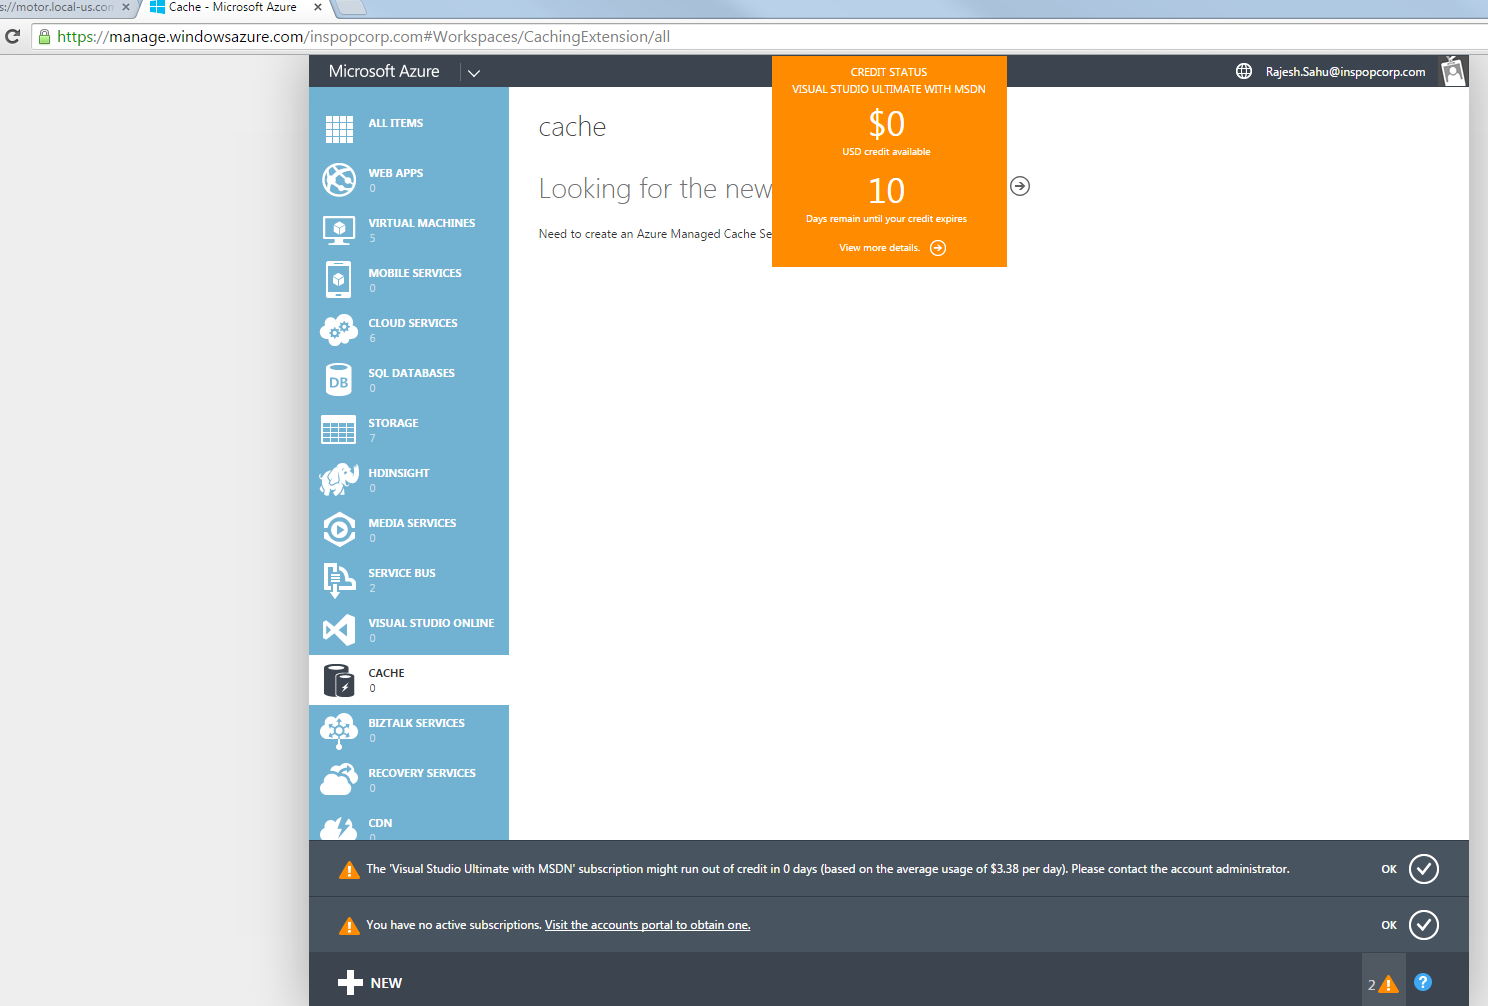 s://motor.local-us.con
Cache - Microsoft Azure
https://manage.windowsazure.com/inspopcorp.com#Workspaces/CachingExtension/all
Microsoft Azure
CREDIT STATUS
VISUAL STUDIO ULTIMATE WITH MSDN
$0
USD credit available
10
Days remain until your credit expires
View more details.
Rajesh.Sahu@inspopcorp.com
ALL ITEMS
WEB APPS
0
VIRTUAL MACHINES
5
MOBILE SERVICES
0
CLOUD SERVICES
6
SQL DATABASES
0
DB
STORAGE
7
HDINSIGHT
0
MEDIA SERVICES
0
SERVICE BUS
2
VISUAL STUDIO ONLINE
0
CACHE
0
BIZTALK SERVICES
0
RECOVERY SERVICES
0
CDN
0
cache
Looking for the new
Need to create an Azure Managed Cache Se
The 'Visual Studio Ultimate with MSDN' subscription might run out of credit in 0 days (based on the average usage of $3.38 per day). Please contact the account administrator.
OK
You have no active subscriptions. Visit the accounts portal to obtain one.
OK
NEW
2
?